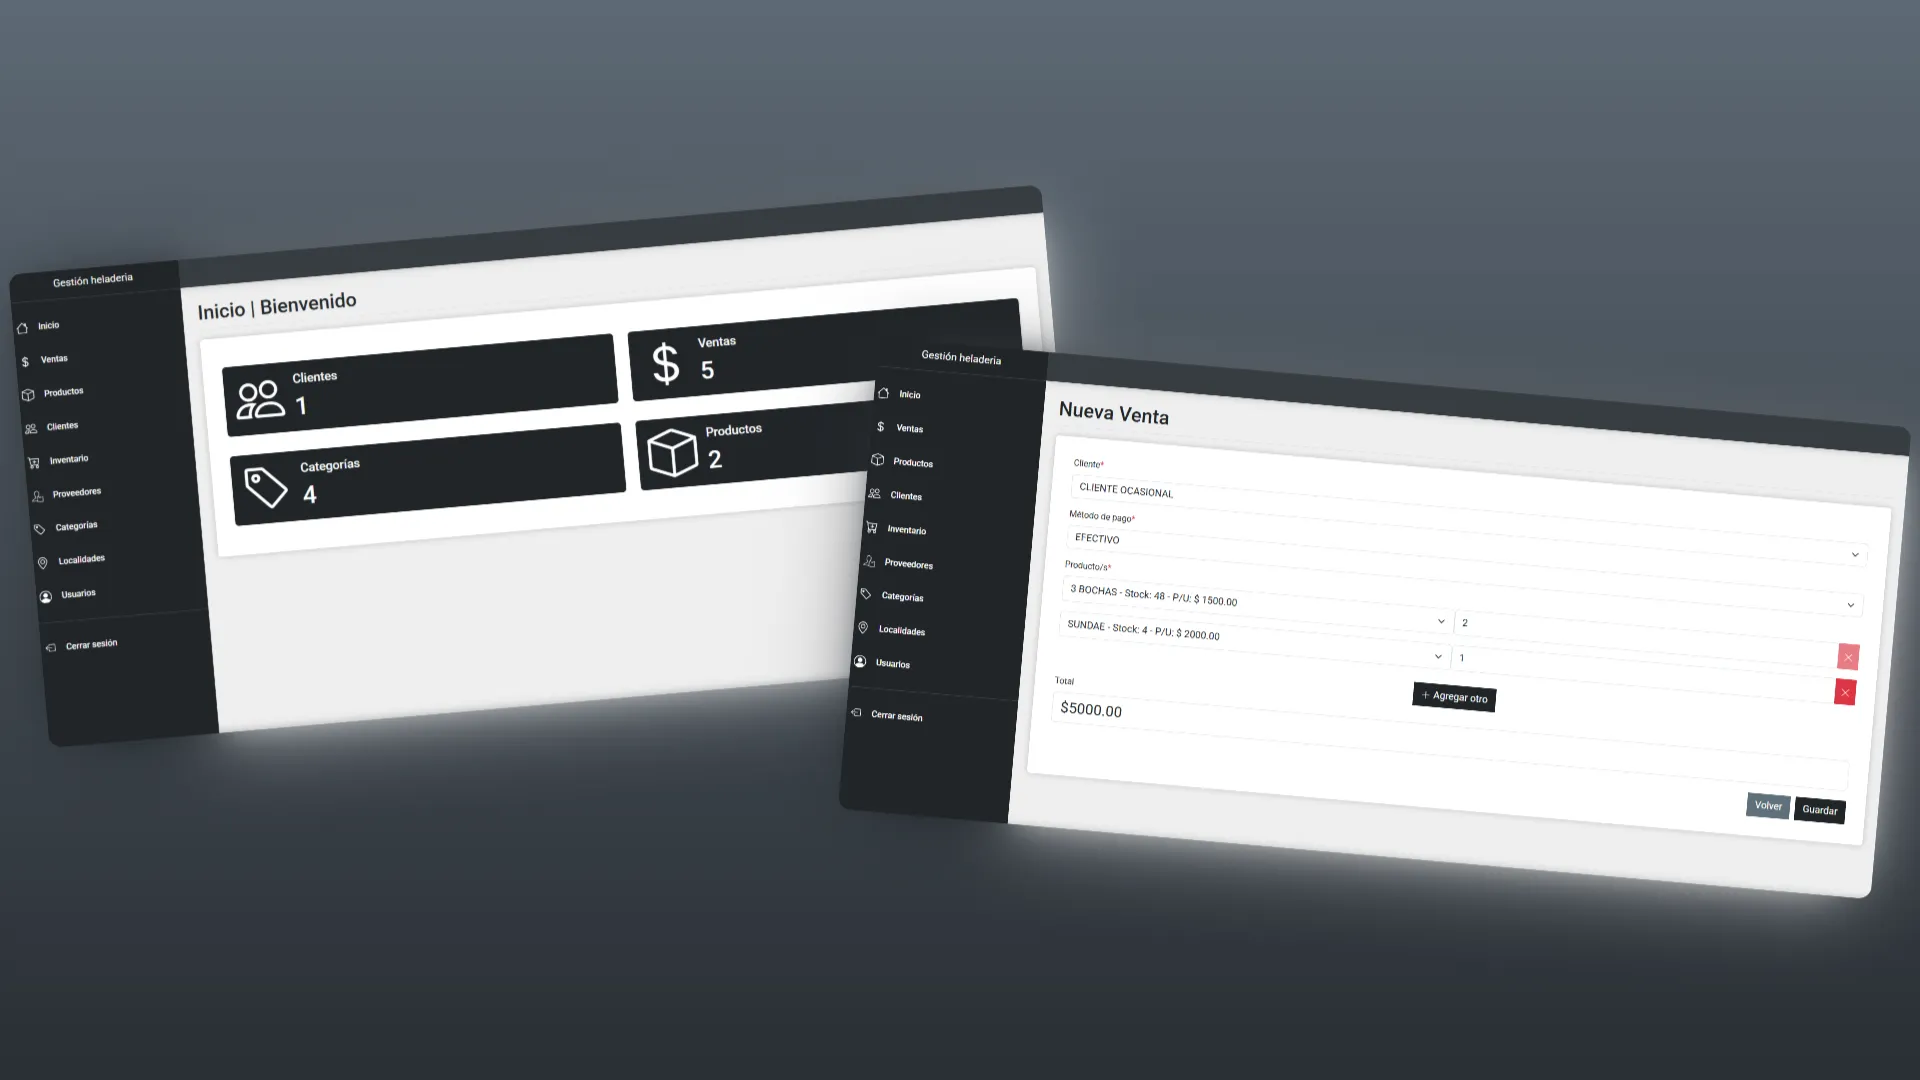 Gestión heladeria
Inicio
Ventas
Productos
Clientes
Inventario
Proveedores
Categorías
Localidades
Usuarios
Cerrar sesión
Inicio | Bienvenido
Clientes
1
Ventas
5
Categorías
4
Productos
2
Gestión heladeria
Inicio
Ventas
Productos
Clientes
Inventario
Proveedores
Categorías
Localidades
Usuarios
Cerrar sesión
Nueva Venta
Cliente*
CLIENTE OCASIONAL
Método de pago*
EFECTIVO
Producto/s*
3 BOCHAS - Stock: 48 - P/U: $ 1500.00
2
SUNDAE - Stock: 4 - P/U: $ 2000.00
1
+ Agregar otro
Total
$5000.00
Volver
Guardar